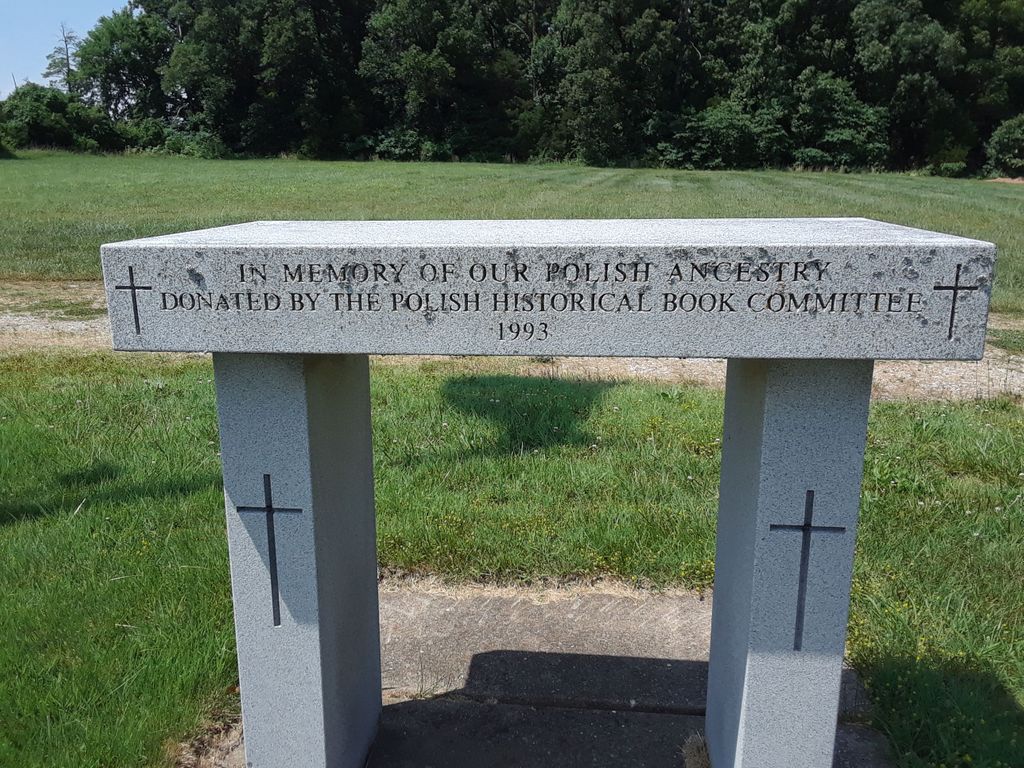 IN MEMORY OF OUR POLISH ANCESTRY
DONATED BY THE POLISH HISTORICAL BOOK COMMITTEE
1993